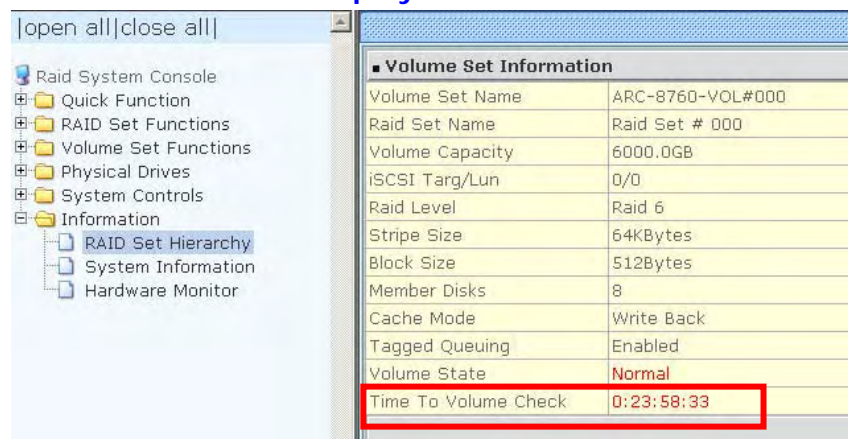 |open all|close all|
Raid System Console
Quick Function
RAID Set Functions
Volume Set Functions
Physical Drives
System Controls
Information
RAID Set Hierarchy
System Information
Hardware Monitor
Volume Set Information
Volume Set Name ARC-8760-VOL#000
Raid Set Name Raid Set # 000
Volume Capacity 6000.0GB
iSCSI Targ/Lun 0/0
Raid Level Raid 6
Stripe Size 64KBytes
Block Size 512Bytes
Member Disks 8
Cache Mode Write Back
Tagged Queuing Enabled
Volume State Normal
Time To Volume Check 0:23:58:33